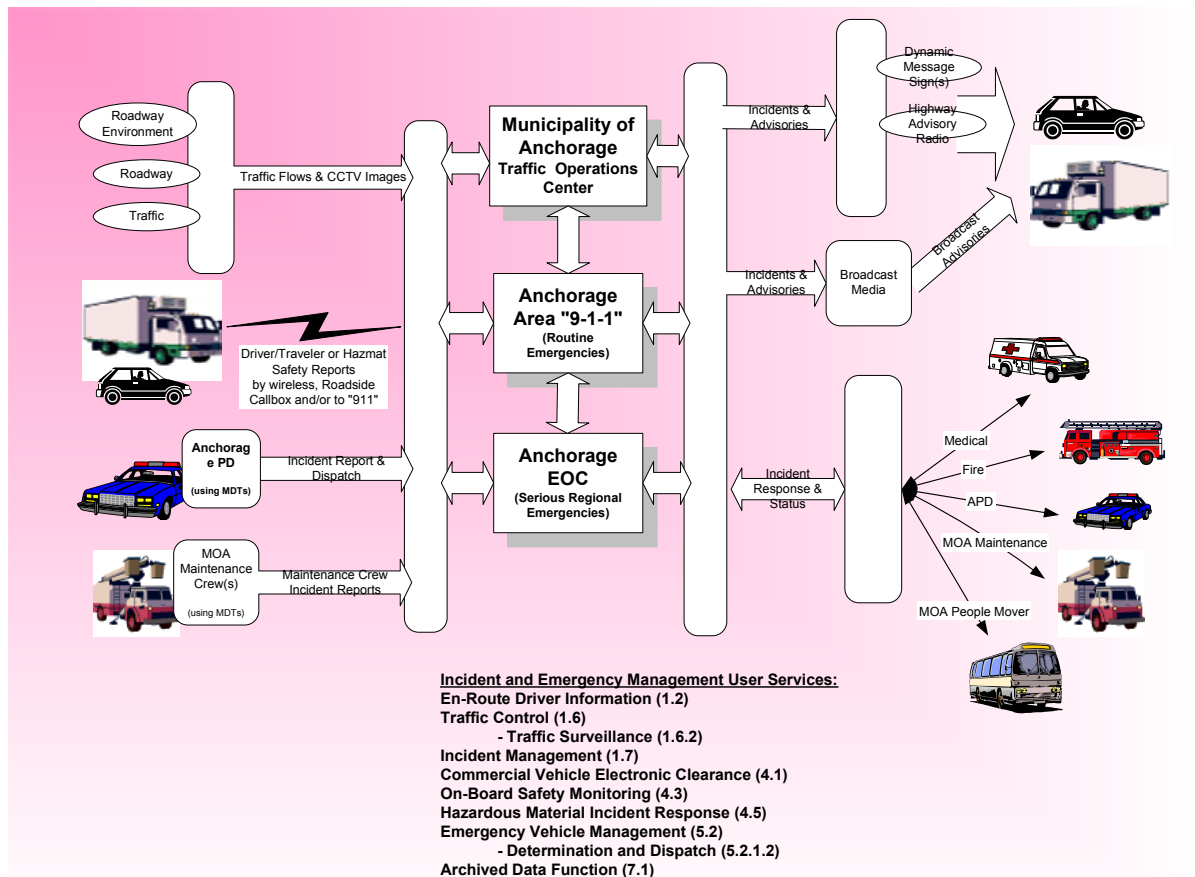 Roadway
Environment
Roadway
Traffic
Traffic Flows & CCTV Images
Driver/Traveler or Hazmat
Safety Reports
by wireless, Roadside
Callbox and/or to "911"
Anchorag
e PD
(using MDTs)
Incident Report &
Dispatch
MOA
Maintenance
Crew(s)
(using MDTs)
Maintenance Crew
Incident Reports
Municipality of
Anchorage
Traffic Operations
Center
Anchorage
Area "9-1-1"
(Routine
Emergencies)
Anchorage
EOC
(Serious Regional
Emergencies)
Incidents &
Advisories
Dynamic
Message
Sign(s)
Highway
Advisory
Radio
Incidents &
Advisories
Broadcast
Media
Broadcast
Advisories
Incident
Response &
Status
Medical
Fire
APD
MOA Maintenance
MOA People Mover
Incident and Emergency Management User Services:
En-Route Driver Information (1.2)
Traffic Control (1.6)
- Traffic Surveillance (1.6.2)
Incident Management (1.7)
Commercial Vehicle Electronic Clearance (4.1)
On-Board Safety Monitoring (4.3)
Hazardous Material Incident Response (4.5)
Emergency Vehicle Management (5.2)
- Determination and Dispatch (5.2.1.2)
Archived Data Function (7.1)